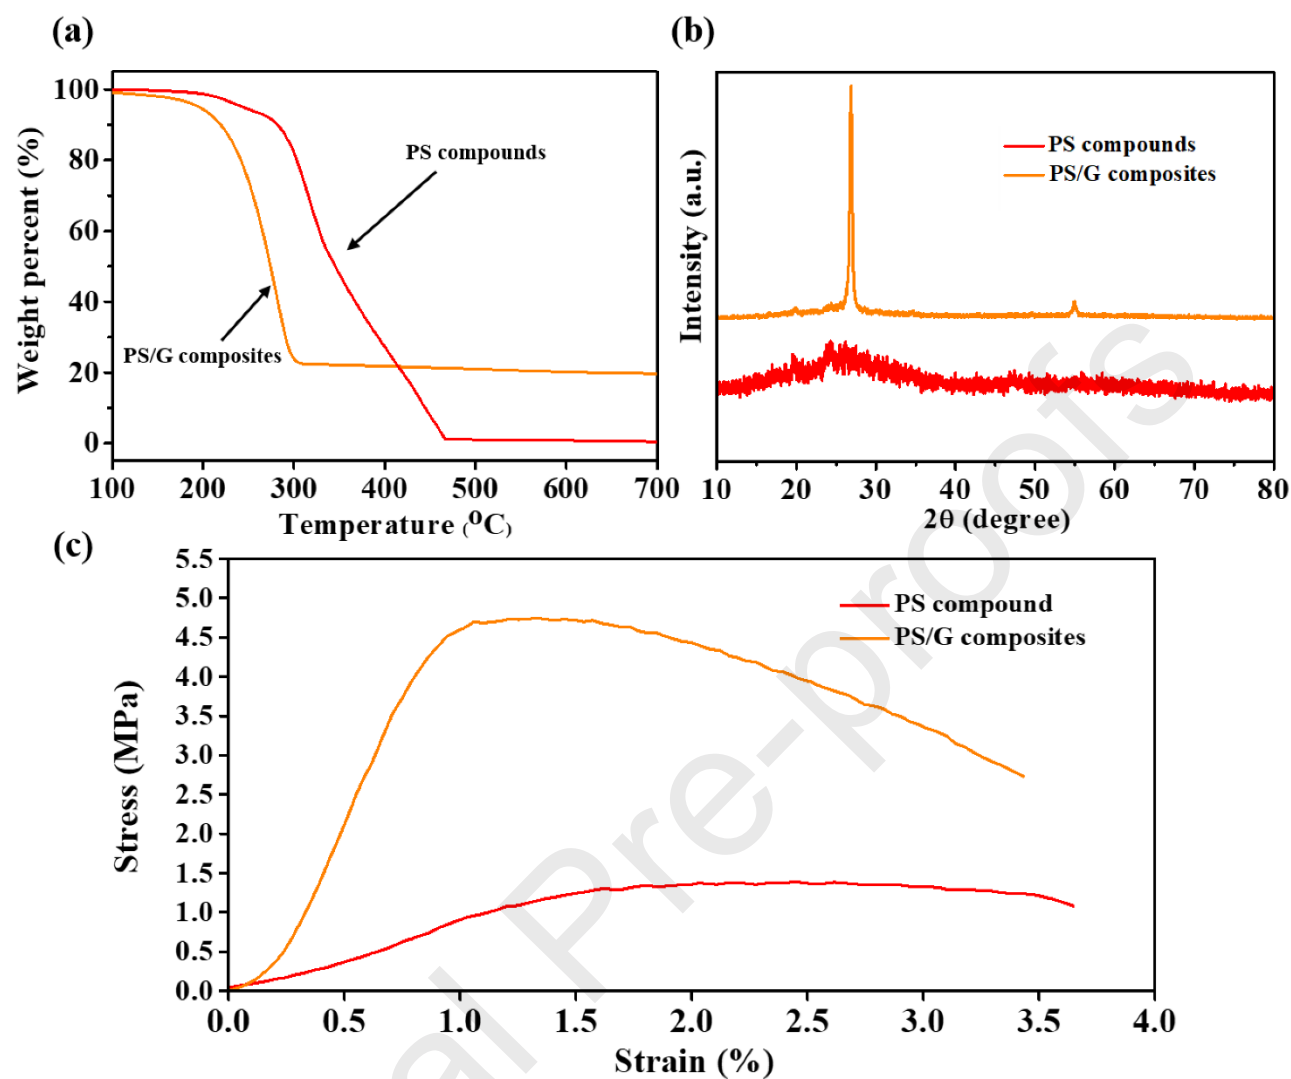 (a)
Weight percent (%)
100
80
60
40
20
0
PS compounds
PS/G composites
100 200 300 400 500 600 700
Temperature (°C)
(b)
Intensity (a.u.)
PS compounds
PS/G composites
10 20 30 40 50 60 70 80
2θ (degree)
(c)
Stress (MPa)
5.5
5.0
4.5
4.0
3.5
3.0
2.5
2.0
1.5
1.0
0.5
0.0
PS compound
PS/G composites
0.0 0.5 1.0 1.5 2.0 2.5 3.0 3.5 4.0
Strain (%)
al Pre-proofs